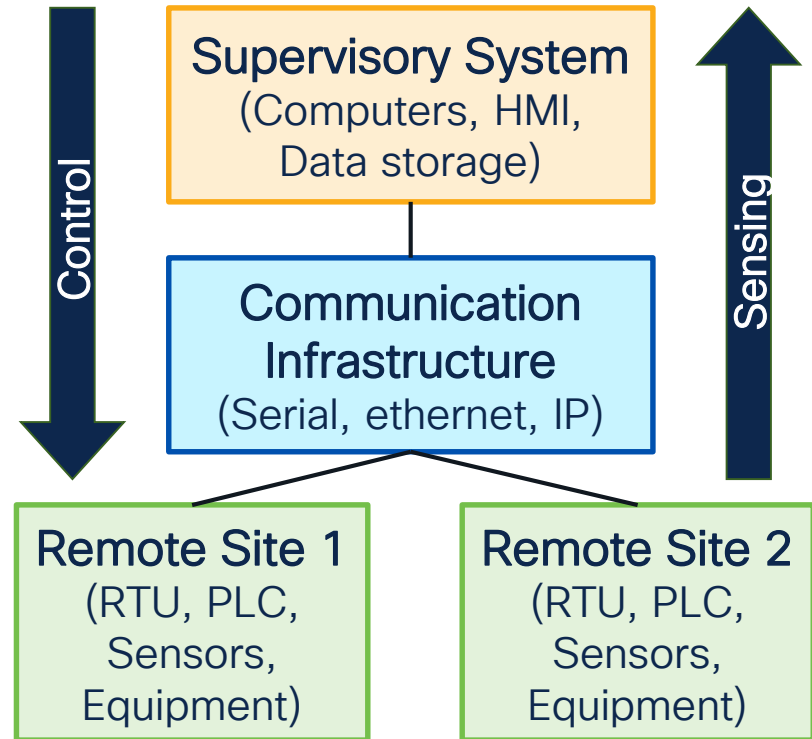 Supervisory System
(Computers, HMI,
Data storage)
Control
Sensing
Communication
Infrastructure
(Serial, ethernet, IP)
Remote Site 1
(RTU, PLC,
Sensors,
Equipment)
Remote Site 2
(RTU, PLC,
Sensors,
Equipment)